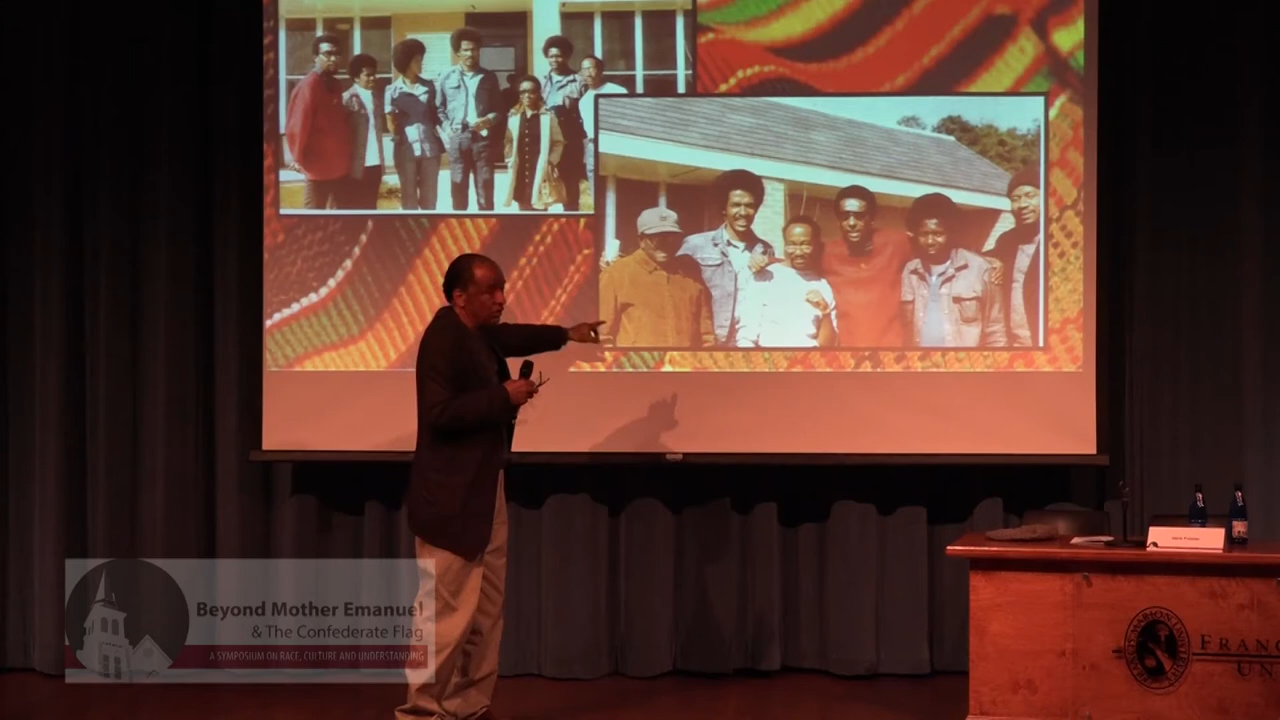 Beyond Mother Emanuel
& The Confederate Flag
A SYMPOSIUM ON RACE, CULTURE AND UNDERSTANDING
FRANC
UN